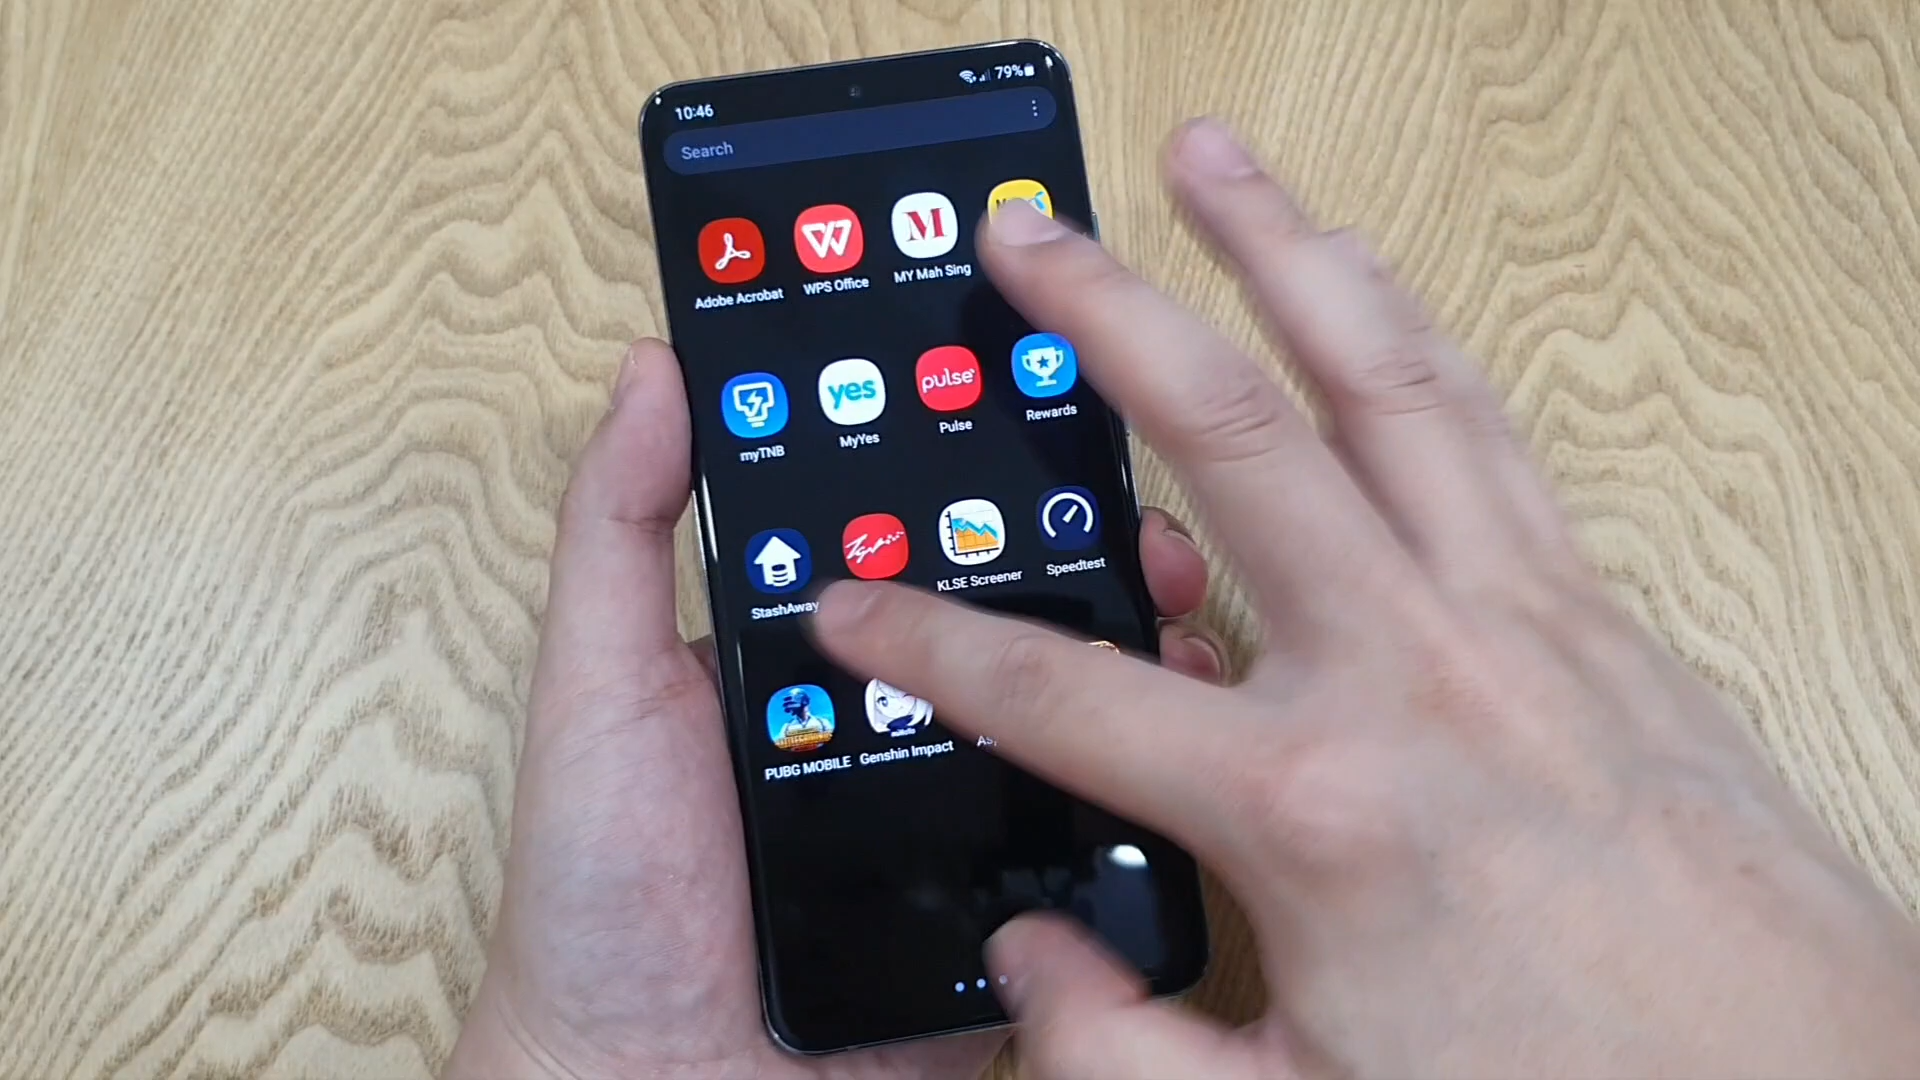 10:46
79%
Search
M
Adobe Acrobat
WPS Office
MY Mah Sing
yes
pulse
myTNB
MyYes
Pulse
Rewards
StashAway
KLSE Screener
Speedtest
PUBG MOBILE
Genshin Impact